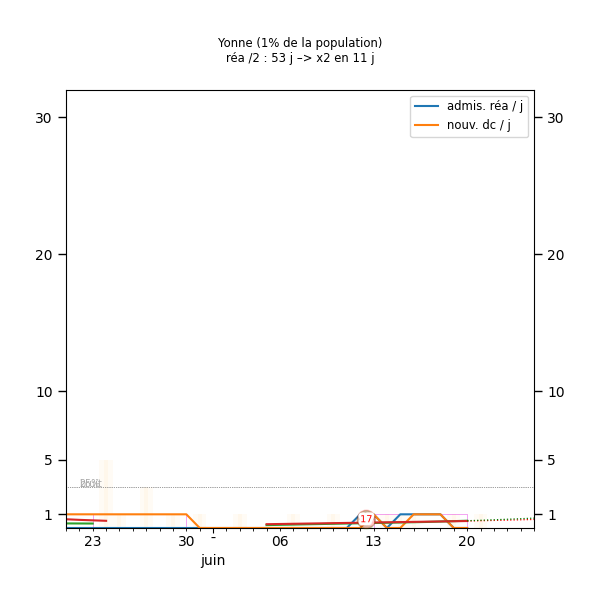 Yonne (1% de la population)
réa /2 : 53 j –> x2 en 11 j
admis. réa / j
nouv. dc / j
30 30
20 20
10 10
5 5
1 1
17
23 30 - 06 13 20
juin